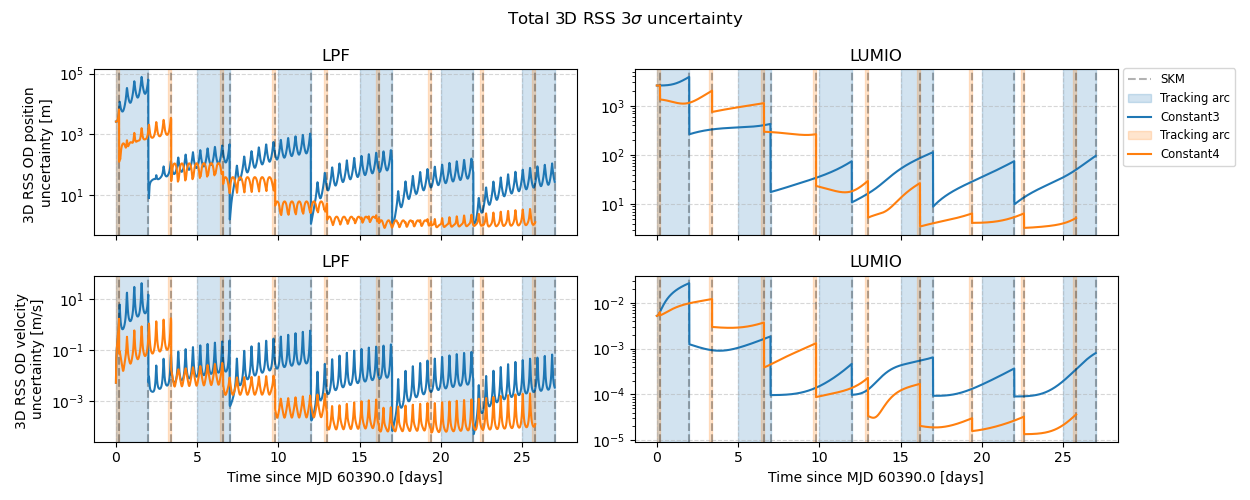 Total 3D RSS 3σ uncertainty
LPF
LUMIO
3D RSS OD position
uncertainty [m]
10^5
10^3
10^1
10^3
10^2
10^1
SKM
Tracking arc
Constant3
Tracking arc
Constant4
LPF
LUMIO
3D RSS OD velocity
uncertainty [m/s]
10^1
10^−1
10^−3
10^−2
10^−3
10^−4
10^−5
0 5 10 15 20 25
0 5 10 15 20 25
Time since MJD 60390.0 [days]
Time since MJD 60390.0 [days]